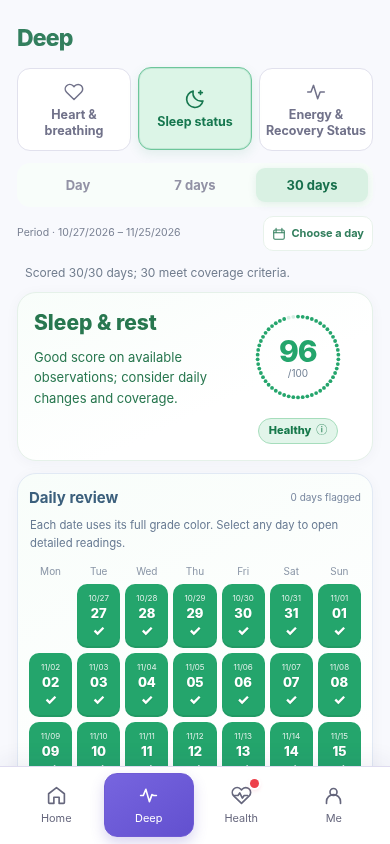 Deep
Heart &
breathing
Sleep status
Energy &
Recovery Status
Day
7 days
30 days
Period · 10/27/2026 – 11/25/2026
Choose a day
Scored 30/30 days; 30 meet coverage criteria.
Sleep & rest
Good score on available
observations; consider daily
changes and coverage.
96
/100
Healthy ⓘ
Daily review
0 days flagged
Each date uses its full grade color. Select any day to open
detailed readings.
Mon Tue Wed Thu Fri Sat Sun
10/27 10/28 10/29 10/30 10/31 11/01
27 28 29 30 31 01
✓ ✓ ✓ ✓ ✓ ✓
11/02 11/03 11/04 11/05 11/06 11/07 11/08
02 03 04 05 06 07 08
✓ ✓ ✓ ✓ ✓ ✓ ✓
11/09 11/10 11/11 11/12 11/13 11/14 11/15
09 10 11 12 13 14 15
Home Deep Health Me